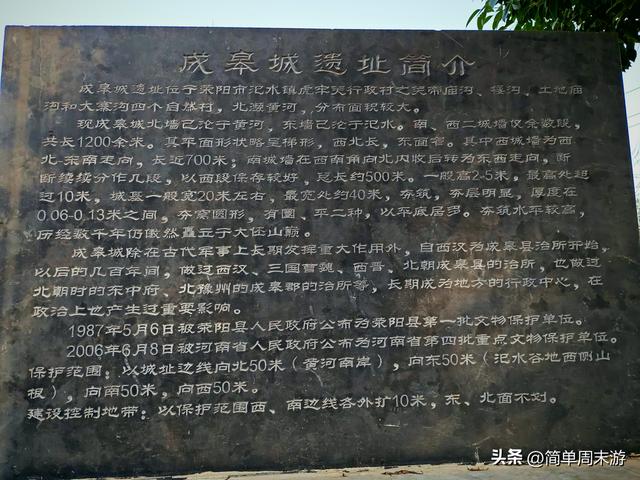 成皋城遗址简介
成皋城遗址位于荥阳市汜水镇虎牢关行政村之关帝庙沟、楼沟、土地庙
沟和大寨沟四个自然村，北濒黄河，分布面积较大。
现成皋城北墙已沦于黄河，东墙已沦于汜水。南、西二城墙仅余数段，
共长1200余米。其平面形状略呈梯形，西北长，东面窄。其中西城墙为西
北-东南走向，长近700米；南城墙在西南角向北内收后转为东西走向，断
断续续分作几段，以西段保存较好，总长约500米。一般高2-5米，最高处超
过10米，城基一般宽20米左右，最宽处约40米，夯筑，夯层明显，厚度在
0.06-0.13米之间，夯窝圆形，有圜、平二种，以平底居多。夯筑水平较高，
历经数千年仍傲然矗立于大伾山巅。
成皋城除在古代军事上长期发挥重大作用外，自西汉为成皋县治所开始，
以后的几百年间，做过西汉、三国曹魏、西晋、北朝成皋县的治所，也做过
北朝时的东中府、北豫州的成皋郡的治所等，长期成为地方的行政中心，在
政治上也产生过重要影响。
1987年5月6日被荥阳县人民政府公布为荥阳县第一批文物保护单位。
2006年6月8日被河南省人民政府公布为河南省第四批重点文物保护单位。
保护范围：以城址边线向北50米（黄河南岸），向东50米（汜水谷地西侧山
根），向南50米，向西50米。
建设控制地带：以保护范围西、南边线各外扩10米，东、北面不划。
头条 @简单周末游